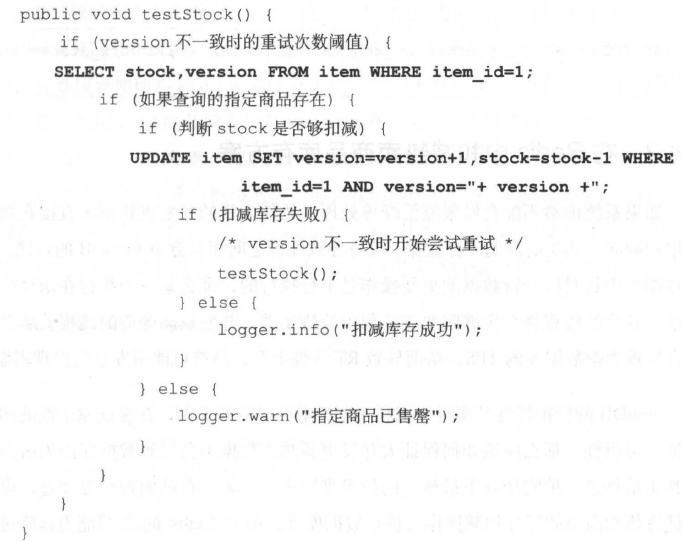 public void testStock() {
if (version 不一致时的重试次数阈值) {
SELECT stock,version FROM item WHERE item_id=1;
if (如果查询的指定商品存在) {
if (判断 stock 是否够扣减) {
UPDATE item SET version=version+1,stock=stock-1 WHERE
item_id=1 AND version="+ version +";
if (扣减库存失败) {
/* version 不一致时开始尝试重试 */
testStock();
} else {
logger.info("扣减库存成功");
}
} else {
logger.warn("指定商品已售罄");
}
}
}
}